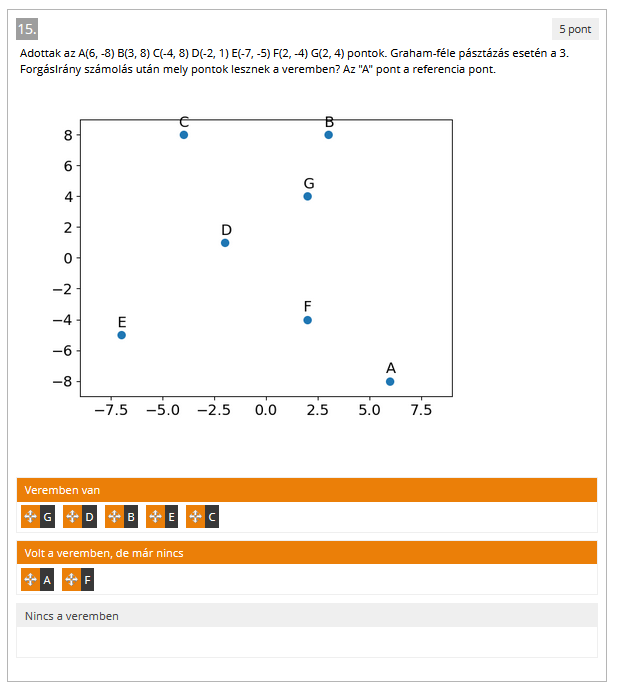 15.
5 pont
Adottak az A(6, -8) B(3, 8) C(-4, 8) D(-2, 1) E(-7, -5) F(2, -4) G(2, 4) pontok. Graham-féle pásztázás esetén a 3.
ForgásIrány számolás után mely pontok lesznek a veremben? Az "A" pont a referencia pont.
C B
8
6
G
4
D
2
0
−2
F
E
−4
−6
A
−8
−7.5 −5.0 −2.5 0.0 2.5 5.0 7.5
Veremben van
G D B E C
Volt a veremben, de már nincs
A F
Nincs a veremben